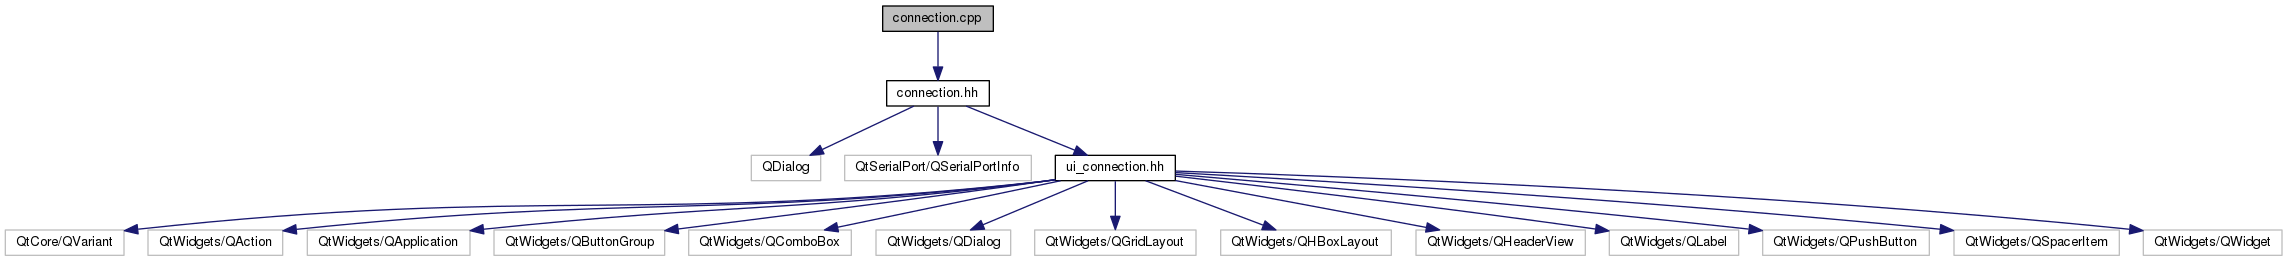 connection.cpp
connection.hh
QDialog
QtSerialPort/QSerialPortInfo
ui_connection.hh
QtCore/QVariant
QtWidgets/QAction
QtWidgets/QApplication
QtWidgets/QButtonGroup
QtWidgets/QComboBox
QtWidgets/QDialog
QtWidgets/QGridLayout
QtWidgets/QHBoxLayout
QtWidgets/QHeaderView
QtWidgets/QLabel
QtWidgets/QPushButton
QtWidgets/QSpacerItem
QtWidgets/QWidget